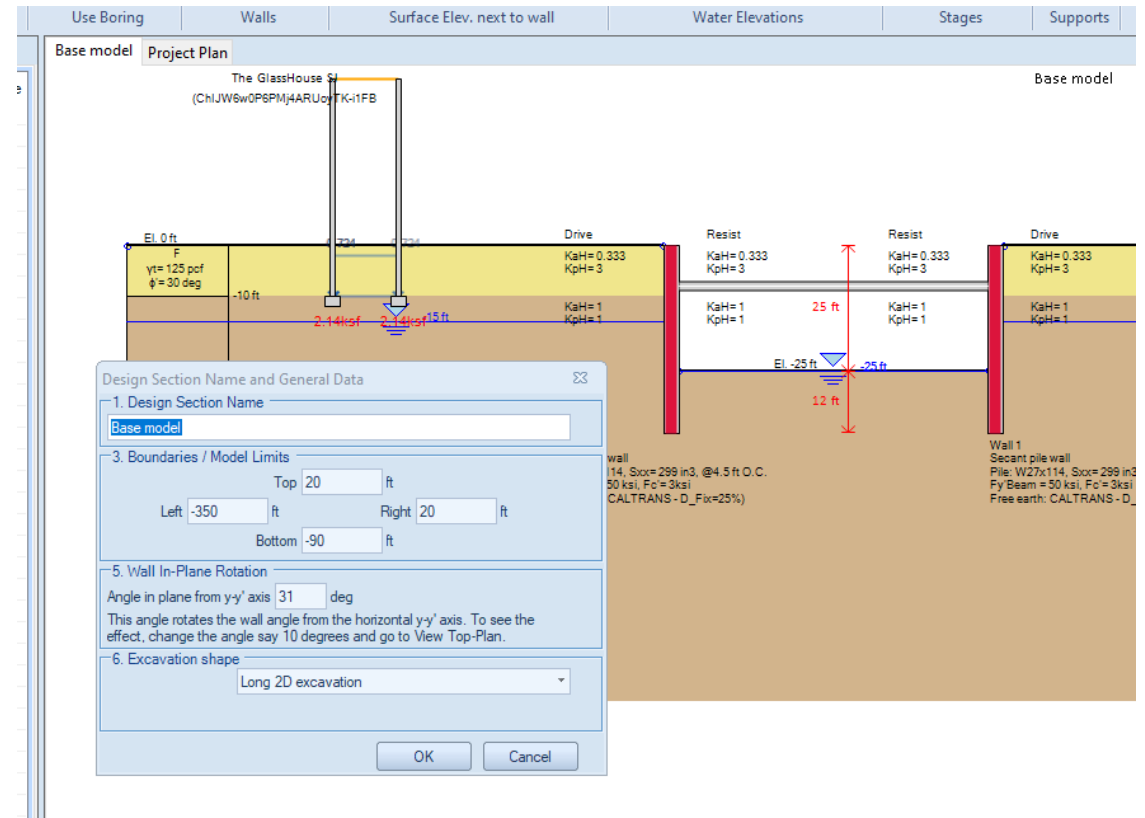 Use Boring Walls Surface Elev. next to wall Water Elevations Stages Supports
Base model Project Plan
The GlassHouse SJ
(ChIJW6w0P6PMj4ARUoyTK-i1FB
Base model
El. 0 ft
F
γt= 125 pcf
ϕ'= 30 deg
-10 ft
0.724 0.724
2.14ksf 2.14ksf
15 ft
Drive
KaH= 0.333
KpH= 3
KaH= 1
KpH= 1
Resist
KaH= 0.333
KpH= 3
KaH= 1
KpH= 1
25 ft
El. -25 ft
-25 ft
12 ft
Resist
KaH= 0.333
KpH= 3
KaH= 1
KpH= 1
Drive
KaH= 0.333
KpH= 3
KaH= 1
KpH= 1
wall
114, Sxx= 299 in3, @4.5 ft O.C.
50 ksi, Fc'= 3ksi
CALTRANS - D_Fix=25%)
Wall 1
Secant pile wall
Pile: W27x114, Sxx= 299 in3
Fy'Beam = 50 ksi, Fc'= 3ksi
Free earth: CALTRANS - D_
Design Section Name and General Data
1. Design Section Name
Base model
3. Boundaries / Model Limits
Top 20 ft
Left -350 ft Right 20 ft
Bottom -90 ft
5. Wall In-Plane Rotation
Angle in plane from y-y' axis 31 deg
This angle rotates the wall angle from the horizontal y-y' axis. To see the
effect, change the angle say 10 degrees and go to View Top-Plan.
6. Excavation shape
Long 2D excavation
OK Cancel